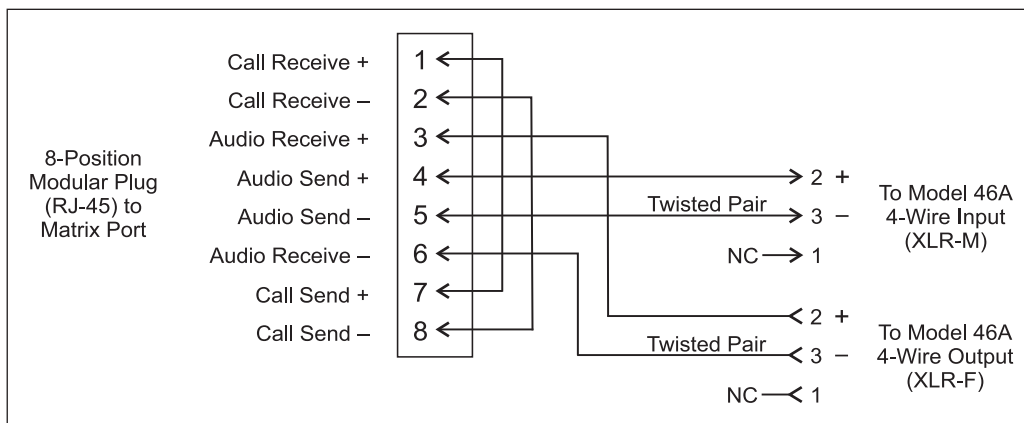 8-Position
Modular Plug
(RJ-45) to
Matrix Port
Call Receive + 1
Call Receive – 2
Audio Receive + 3
Audio Send + 4
Audio Send – 5
Audio Receive – 6
Call Send + 7
Call Send – 8
2 +
Twisted Pair 3 –
NC 1
To Model 46A
4-Wire Input
(XLR-M)
2 +
Twisted Pair 3 –
NC 1
To Model 46A
4-Wire Output
(XLR-F)